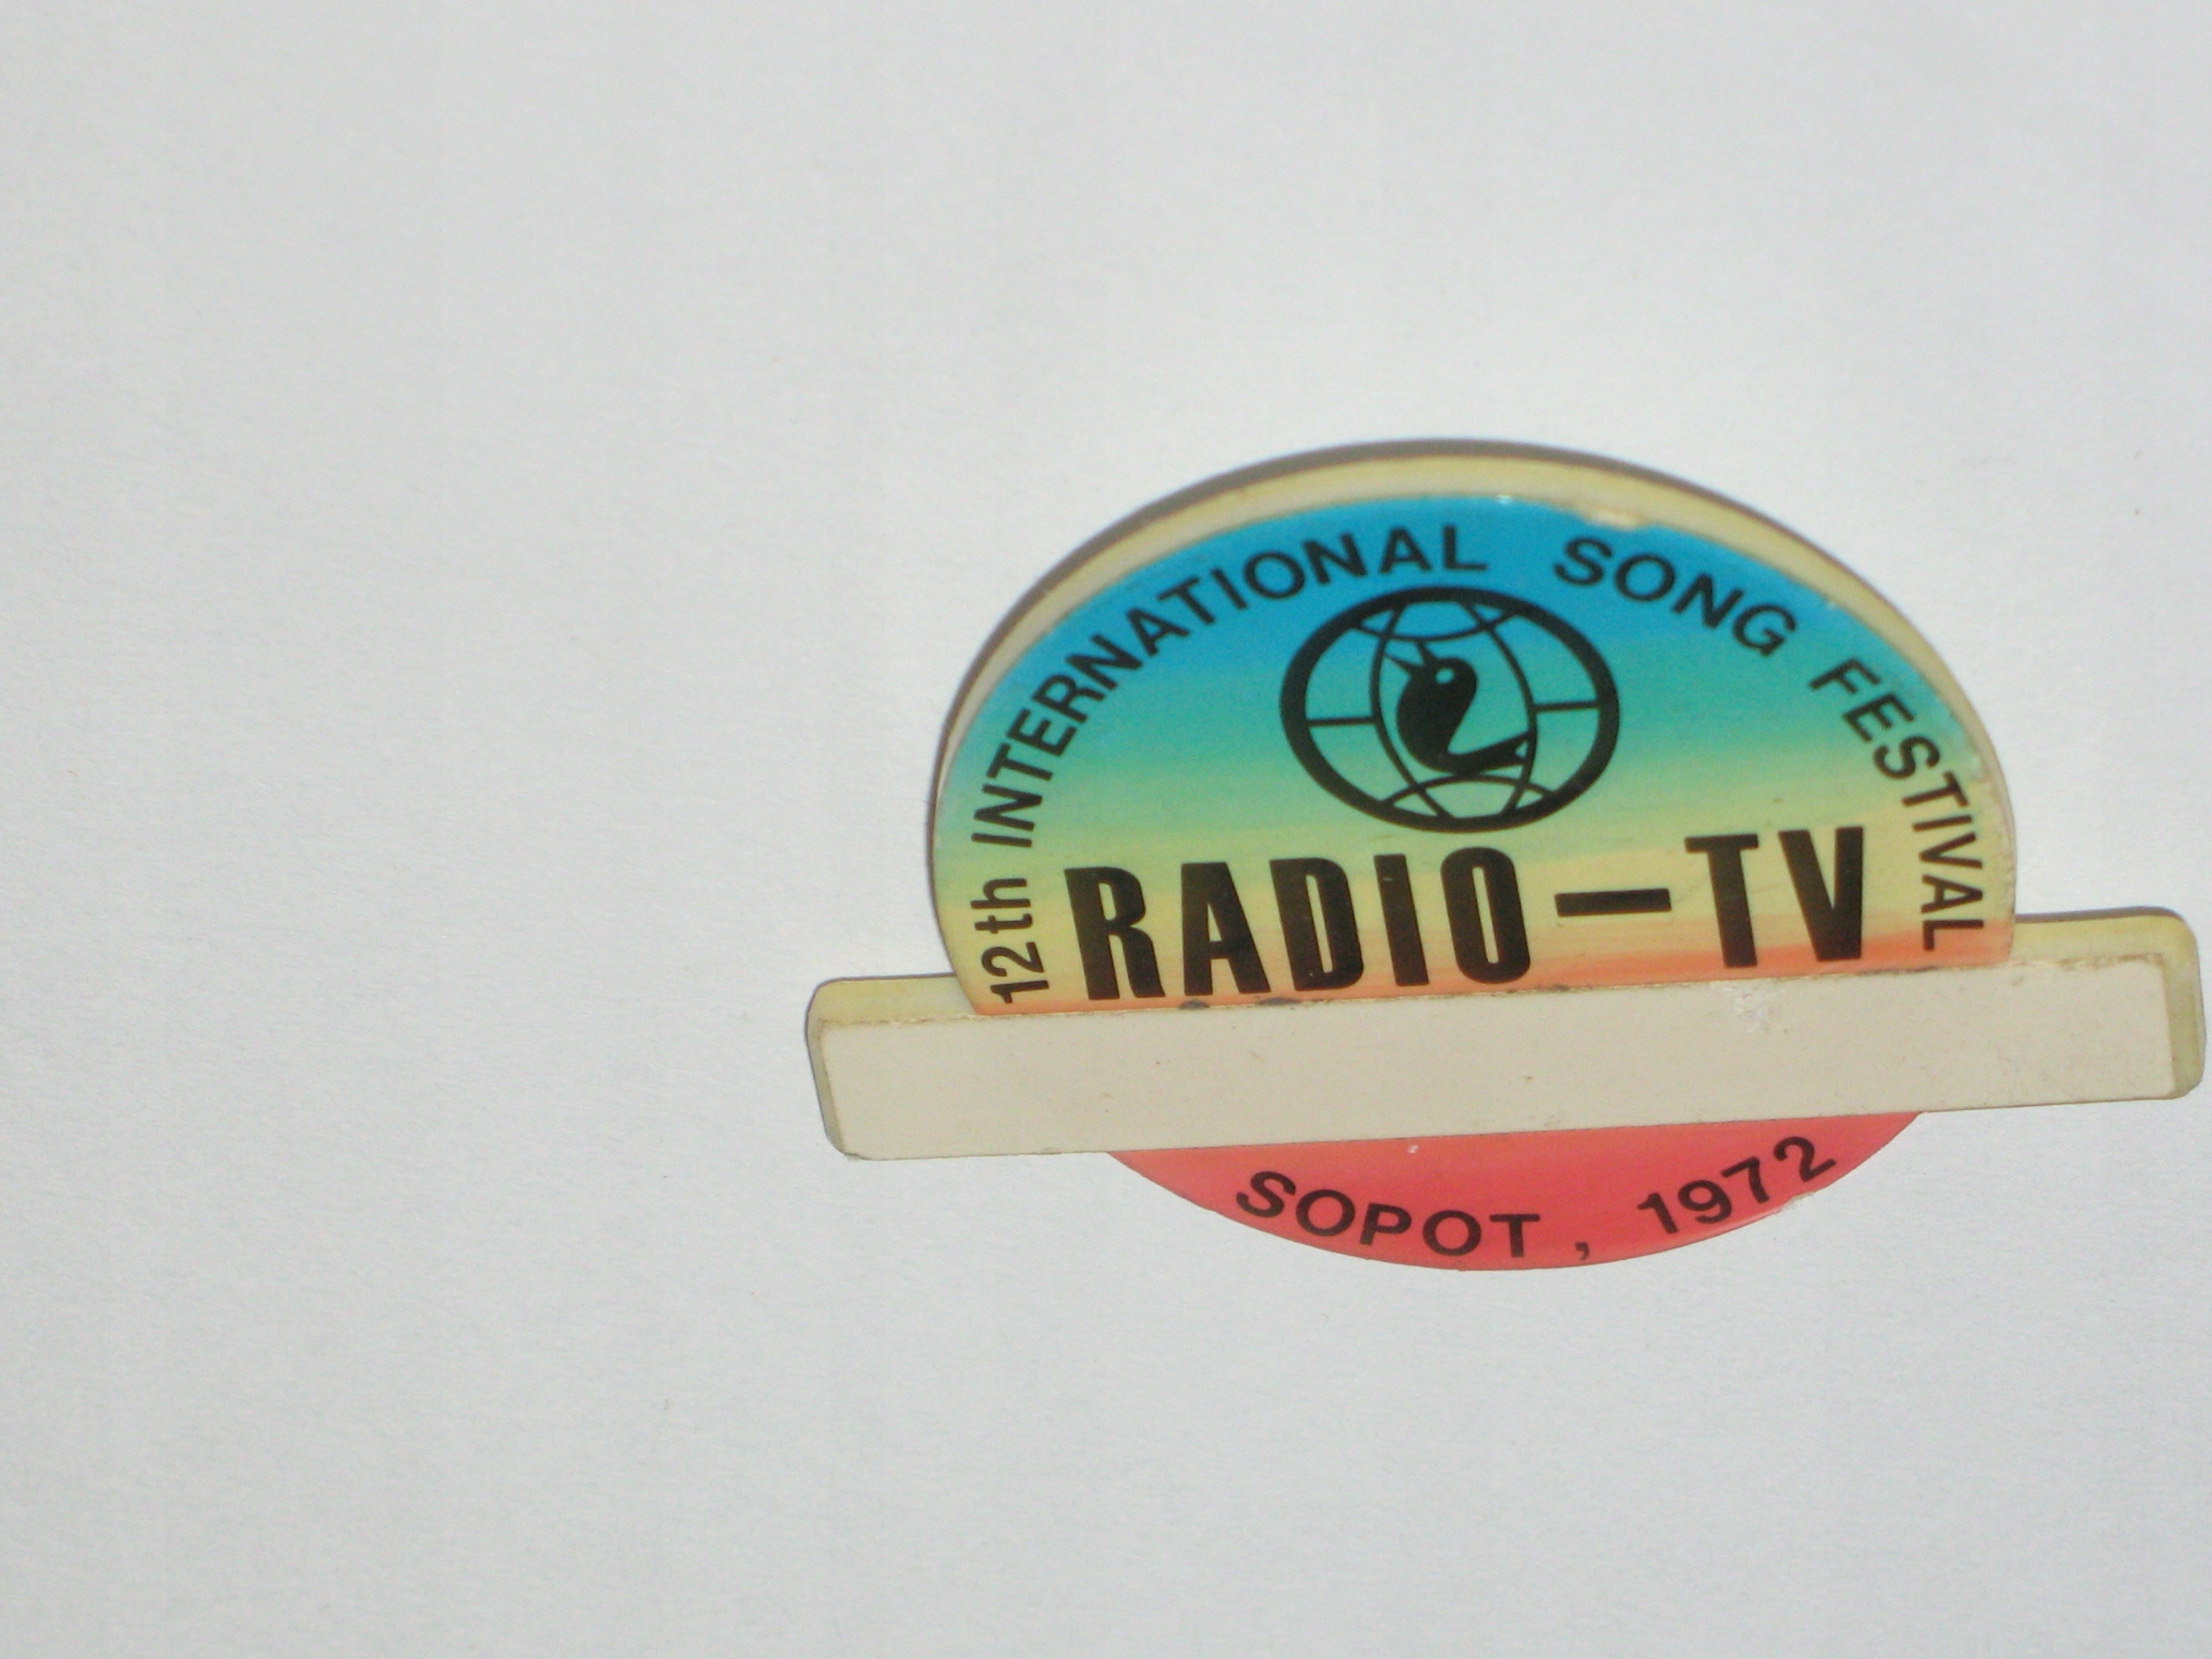 12th INTERNATIONAL SONG FESTIVAL
RADIO-TV
SOPOT, 1972